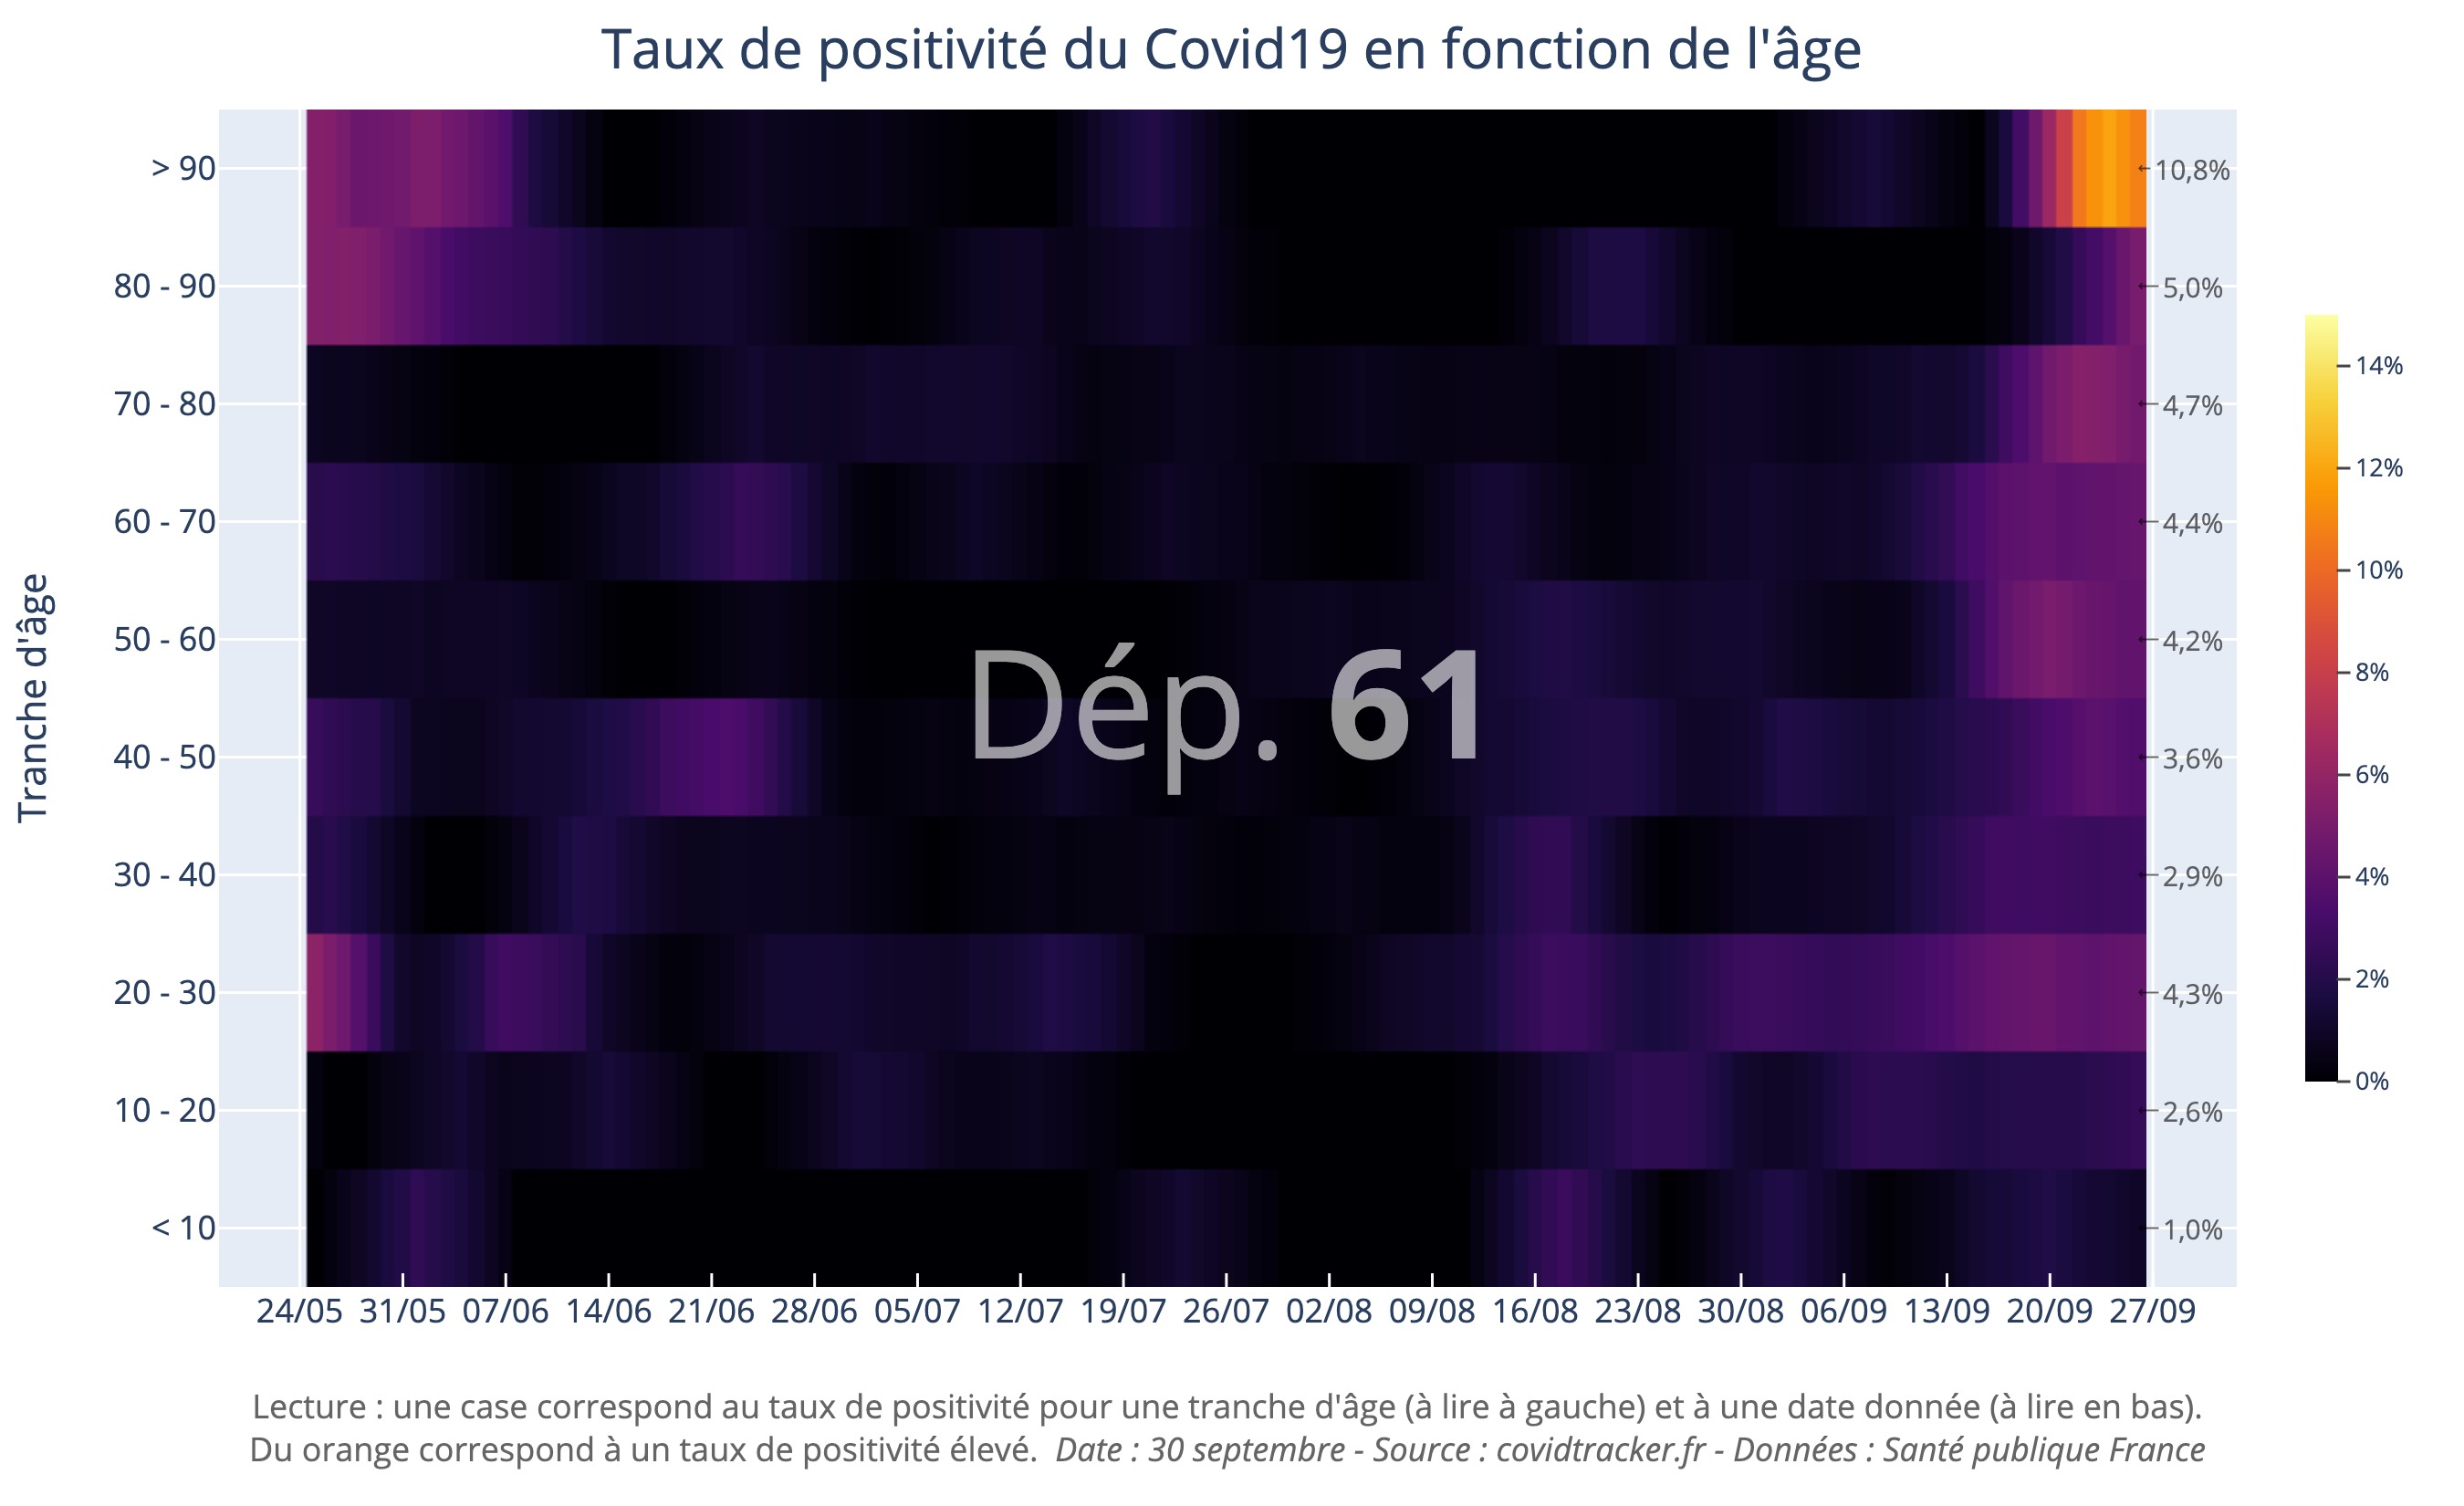 Taux de positivité du Covid19 en fonction de l'âge
Tranche d'âge
> 90
80 - 90
70 - 80
60 - 70
50 - 60
40 - 50
30 - 40
20 - 30
10 - 20
< 10
Dép. 61
10,8%
5,0%
4,7%
4,4%
4,2%
3,6%
2,9%
4,3%
2,6%
1,0%
14%
12%
10%
8%
6%
4%
2%
0%
24/05 31/05 07/06 14/06 21/06 28/06 05/07 12/07 19/07 26/07 02/08 09/08 16/08 23/08 30/08 06/09 13/09 20/09 27/09
Lecture : une case correspond au taux de positivité pour une tranche d'âge (à lire à gauche) et à une date donnée (à lire en bas).
Du orange correspond à un taux de positivité élevé. Date : 30 septembre - Source : covidtracker.fr - Données : Santé publique France